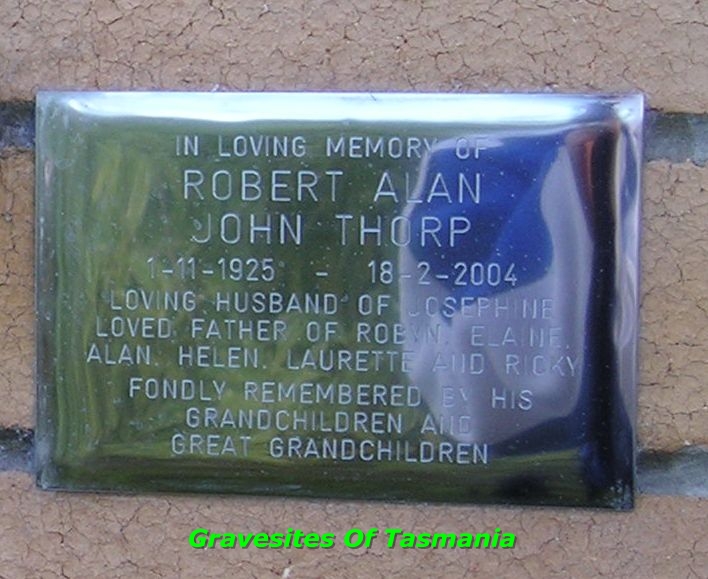 IN LOVING MEMORY OF
ROBERT ALAN
JOHN THORP
1-11-1925 - 18-2-2004
LOVING HUSBAND OF JOSEPHINE
LOVED FATHER OF ROBYN, ELAINE,
ALAN, HELEN, LAURETTE AND RICKY
FONDLY REMEMBERED BY HIS
GRANDCHILDREN AND
GREAT GRANDCHILDREN
Gravesites Of Tasmania